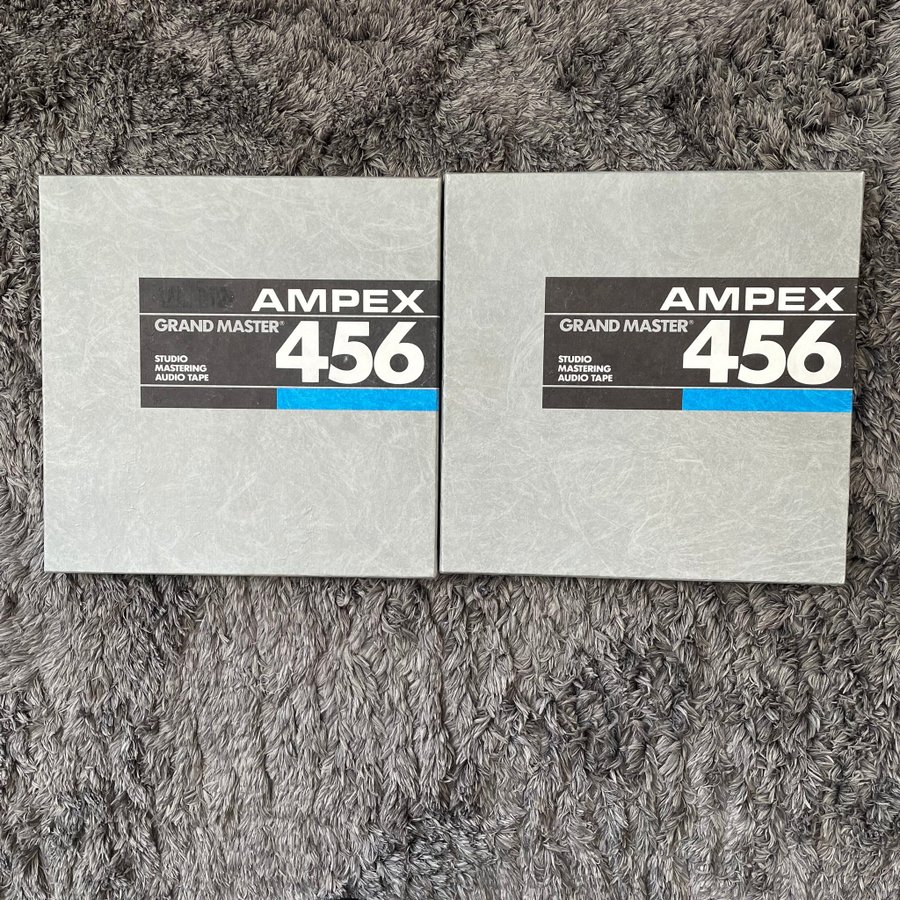 AMPEX
GRAND MASTER®
456
STUDIO
MASTERING
AUDIO TAPE
AMPEX
GRAND MASTER®
456
STUDIO
MASTERING
AUDIO TAPE